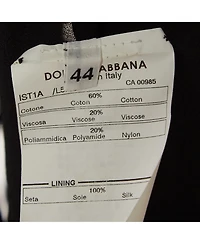 DO ABBANA
44
n Italy
CA 00985
IST1A /LE
60%
Cotone Coton Cotton
20%
Viscosa Viscose Viscose
20%
Poliammidica Polyamide Nylon
LINING
100%
Seta Soie Silk